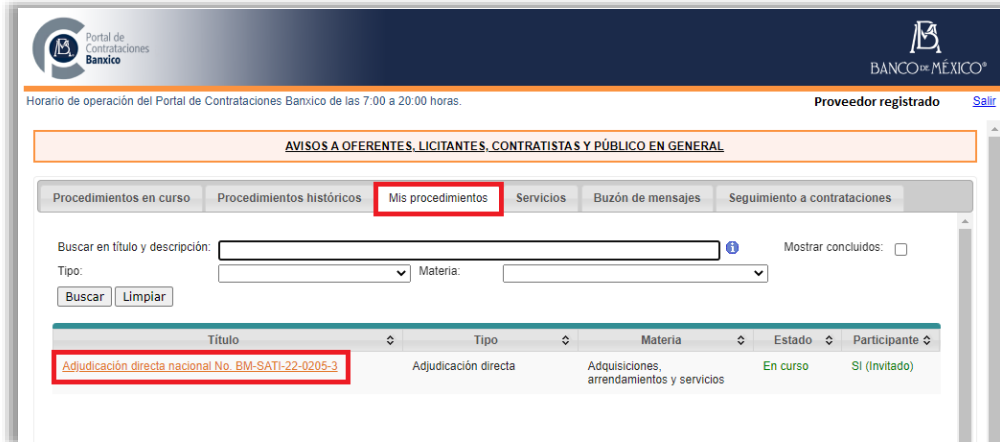 Portal de
Contrataciones
Banxico
BANCO DE MÉXICO®
Horario de operación del Portal de Contrataciones Banxico de las 7:00 a 20:00 horas.
Proveedor registrado Salir
AVISOS A OFERENTES, LICITANTES, CONTRATISTAS Y PÚBLICO EN GENERAL
Procedimientos en curso Procedimientos históricos Mis procedimientos Servicios Buzón de mensajes Seguimiento a contrataciones
Buscar en título y descripción: Mostrar concluidos:
Tipo: Materia:
Buscar Limpiar
Título Tipo Materia Estado Participante
Adjudicación directa nacional No. BM-SATI-22-0205-3 Adjudicación directa Adquisiciones, En curso SI (Invitado)
arrendamientos y servicios